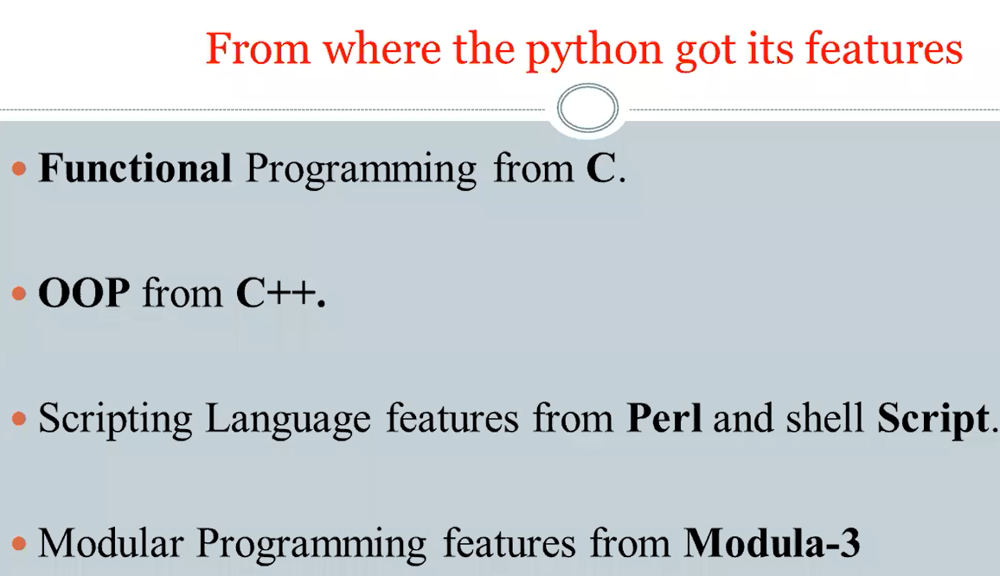 From where the python got its features
• Functional Programming from C.
• OOP from C++.
• Scripting Language features from Perl and shell Script.
• Modular Programming features from Modula-3